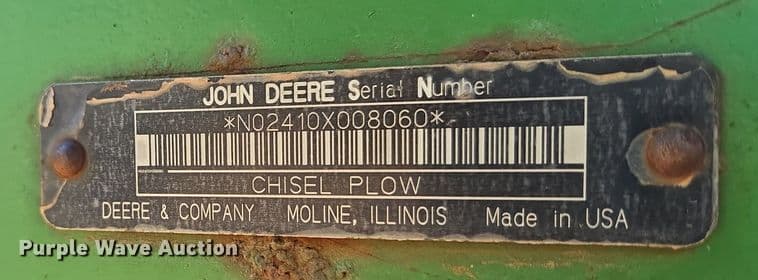 JOHN DEERE Serial Number
*N02410X008060*
CHISEL PLOW
DEERE & COMPANY MOLINE, ILLINOIS Made in USA
Purple Wave Auction